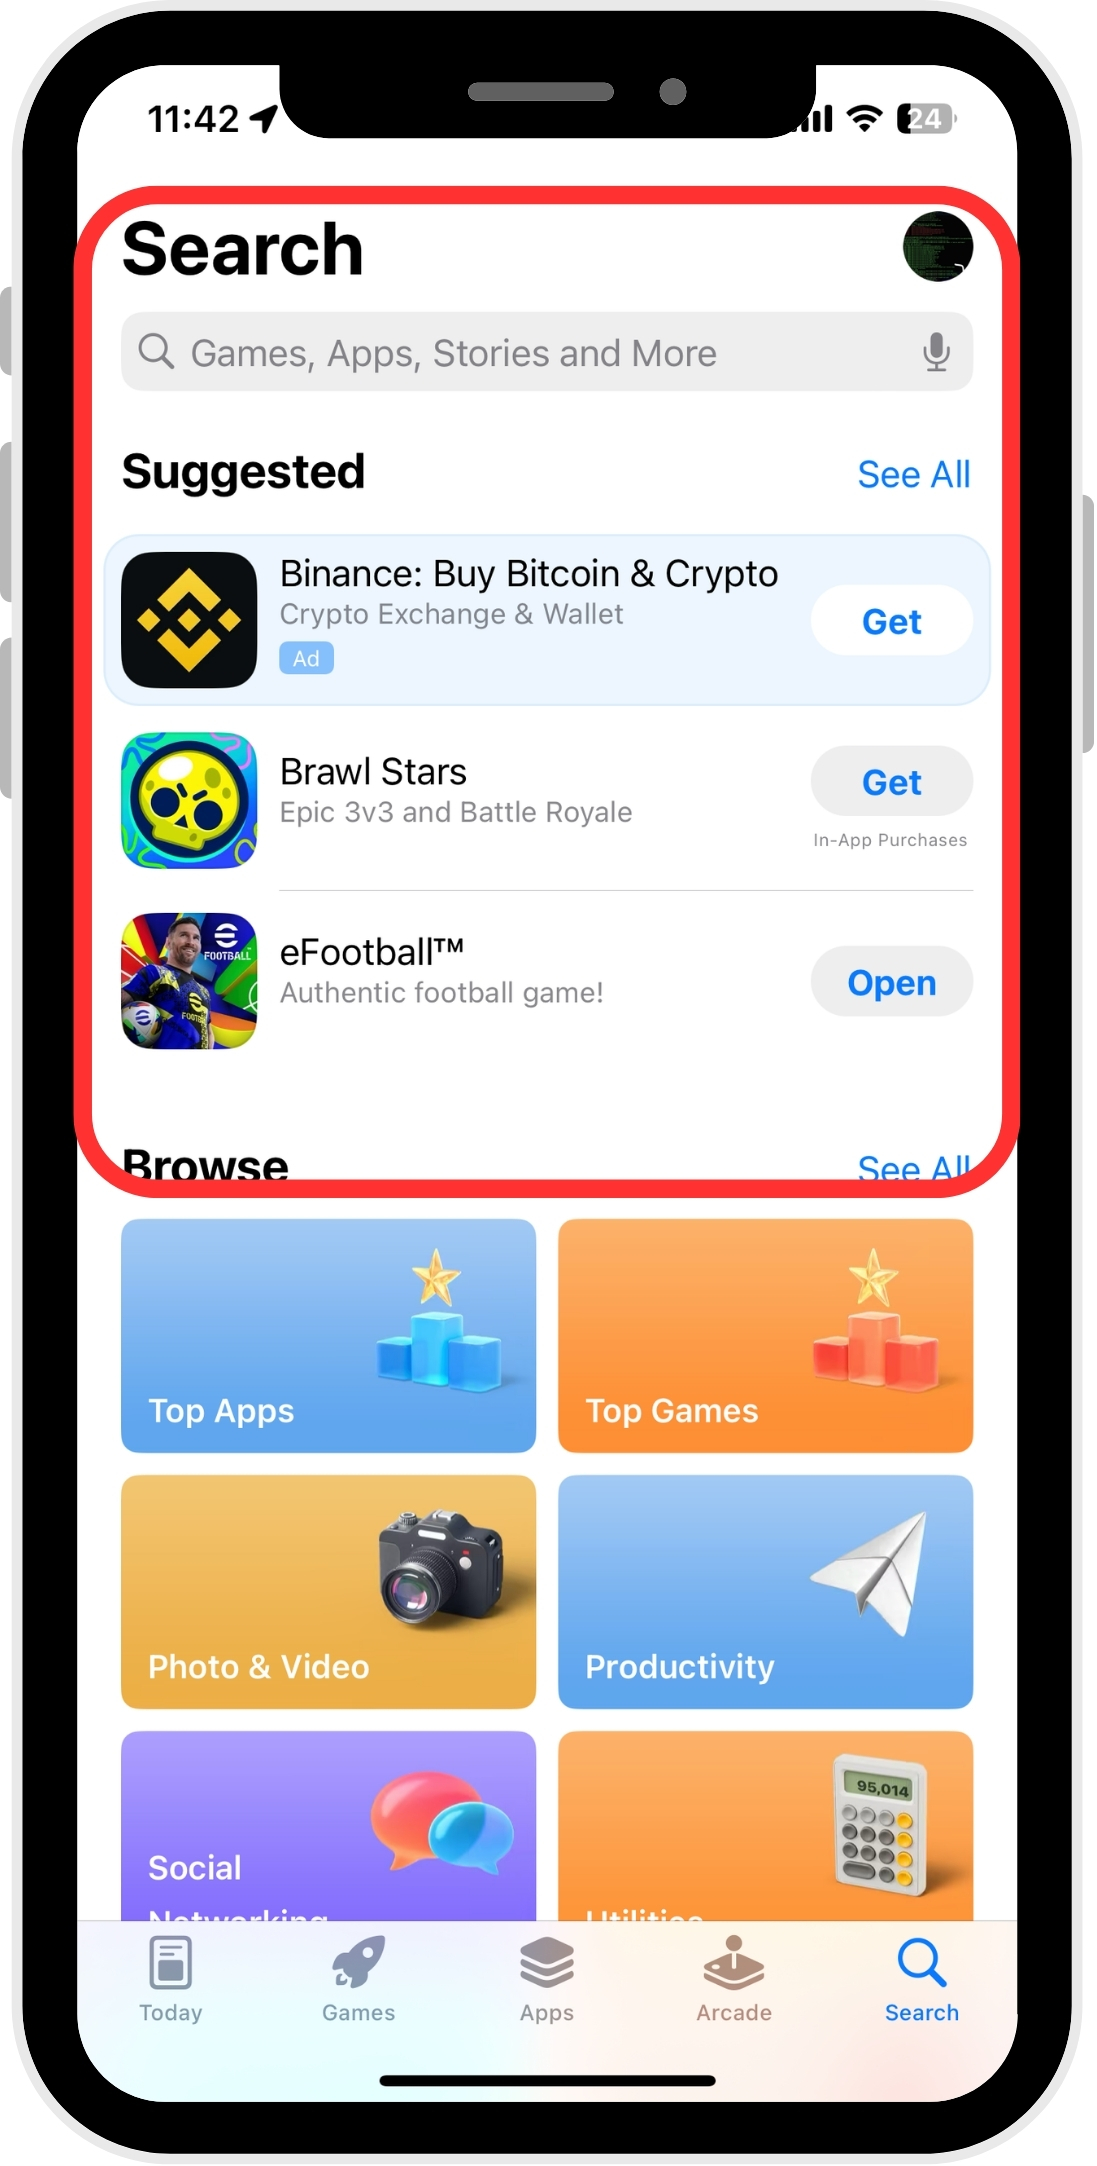 11:42
24
Search
Games, Apps, Stories and More
Suggested
See All
Binance: Buy Bitcoin & Crypto
Crypto Exchange & Wallet
Get
Ad
Brawl Stars
Epic 3v3 and Battle Royale
Get
In-App Purchases
FOOTBALL
eFootball™
Authentic football game!
Open
Browse
See All
Top Apps
Top Games
Photo & Video
Productivity
95,014
Social
Networking
Utilities
Today
Games
Apps
Arcade
Search